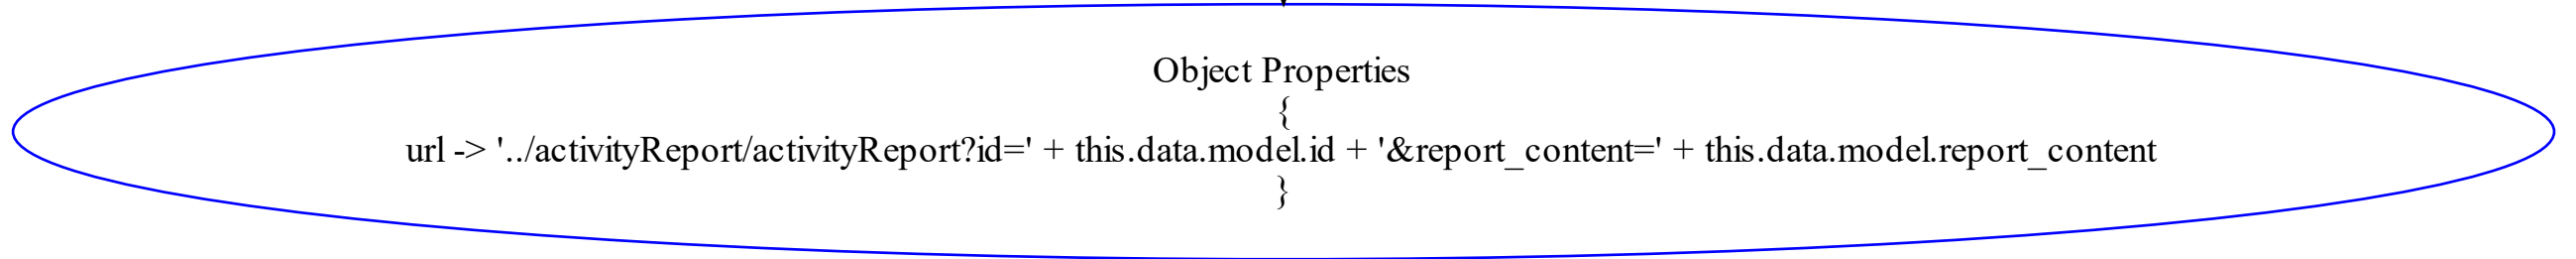 Object Properties
{
url -> '../activityReport/activityReport?id=' + this.data.model.id + '&report_content=' + this.data.model.report_content
}